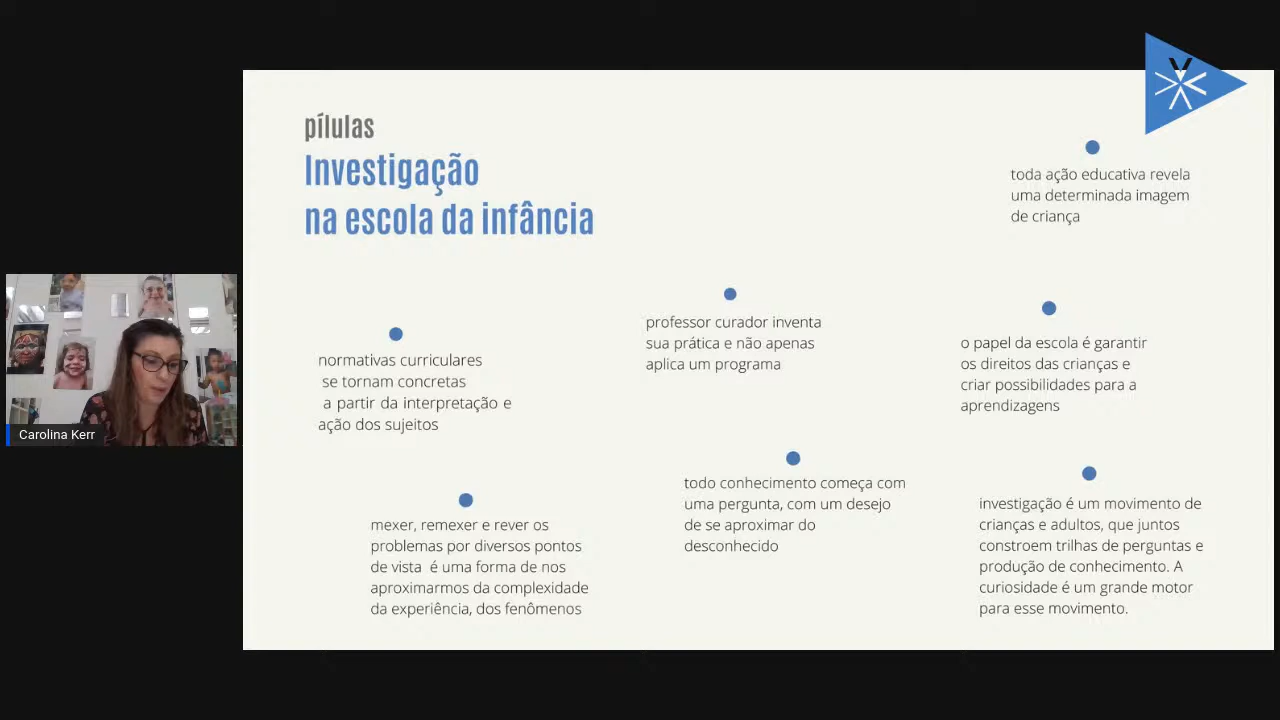 pílulas
Investigação
na escola da infância
toda ação educativa revela
uma determinada imagem
de criança
professor curador inventa
sua prática e não apenas
aplica um programa
o papel da escola é garantir
os direitos das crianças e
criar possibilidades para a
aprendizagens
normativas curriculares
se tornam concretas
a partir da interpretação e
ação dos sujeitos
todo conhecimento começa com
uma pergunta, com um desejo
de se aproximar do
desconhecido
investigação é um movimento de
crianças e adultos, que juntos
constroem trilhas de perguntas e
produção de conhecimento. A
curiosidade é um grande motor
para esse movimento.
mexer, remexer e rever os
problemas por diversos pontos
de vista é uma forma de nos
aproximarmos da complexidade
da experiência, dos fenômenos
Carolina Kerr